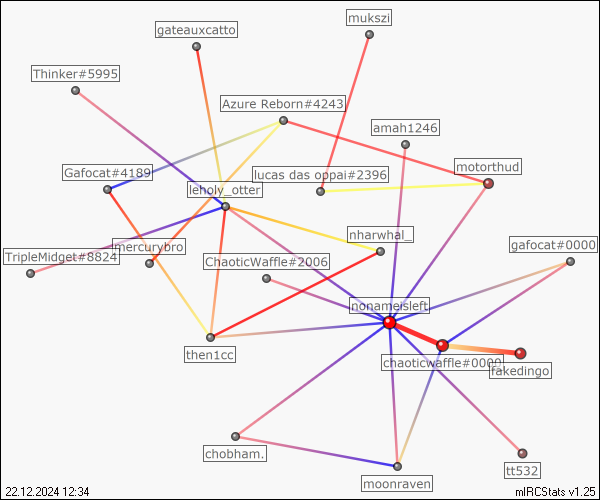 mukszi
gateauxcatto
Thinker#5995
Azure Reborn#4243
amah1246
motorthud
Gafocat#4189
lucas das oppai#2396
leholy_otter
nharwhal_
gafocat#0000
mercurybro
TripleMidget#8824
ChaoticWaffle#2006
nonameisleft
then1cc
chaoticwaffle#0000
fakedingo
chobham.
tt532
moonraven
22.12.2024 12:34
mIRCStats v1.25